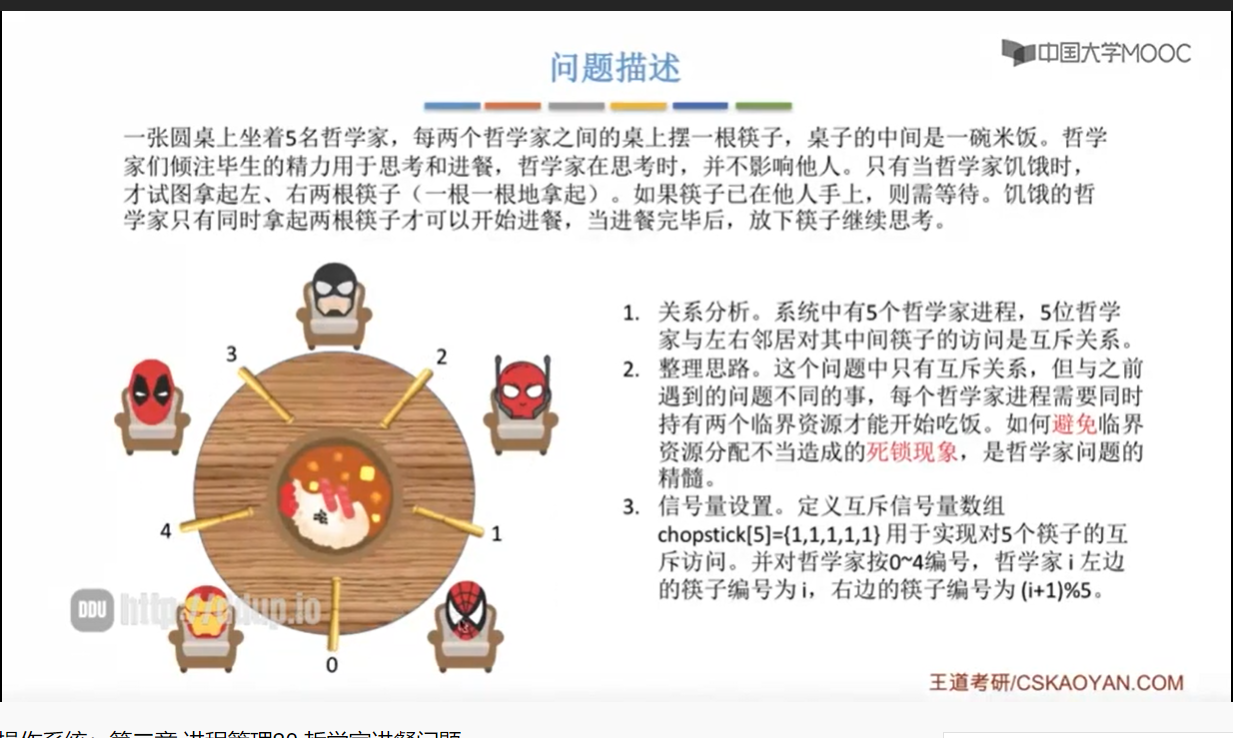 中国大学MOOC
问题描述
一张圆桌上坐着5名哲学家，每两个哲学家之间的桌上摆一根筷子，桌子的中间是一碗米饭。哲学
家们倾注毕生的精力用于思考和进餐，哲学家在思考时，并不影响他人。只有当哲学家饥饿时，
才试图拿起左、右两根筷子（一根一根地拿起）。如果筷子已在他人手上，则需等待。饥饿的哲
学家只有同时拿起两根筷子才可以开始进餐，当进餐完毕后，放下筷子继续思考。
3
2
4
1
0
1. 关系分析。系统中有5个哲学家进程，5位哲学
家与左右邻居对其中间筷子的访问是互斥关系。
2. 整理思路。这个问题中只有互斥关系，但与之前
遇到的问题不同的事，每个哲学家进程需要同时
持有两个临界资源才能开始吃饭。如何避免临界
资源分配不当造成的死锁现象，是哲学家问题的
精髓。
3. 信号量设置。定义互斥信号量数组
chopstick[5]={1,1,1,1,1} 用于实现对5个筷子的互
斥访问。并对哲学家按0~4编号，哲学家 i 左边
的筷子编号为 i，右边的筷子编号为 (i+1)%5。
DDU
王道考研/CSKAOYAN.COM